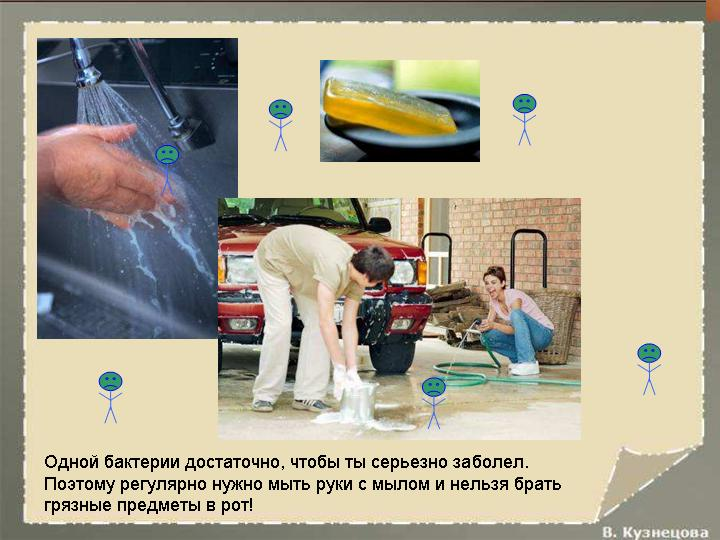 Одной бактерии достаточно, чтобы ты серьезно заболел.
Поэтому регулярно нужно мыть руки с мылом и нельзя брать
грязные предметы в рот!
В. Кузнецова